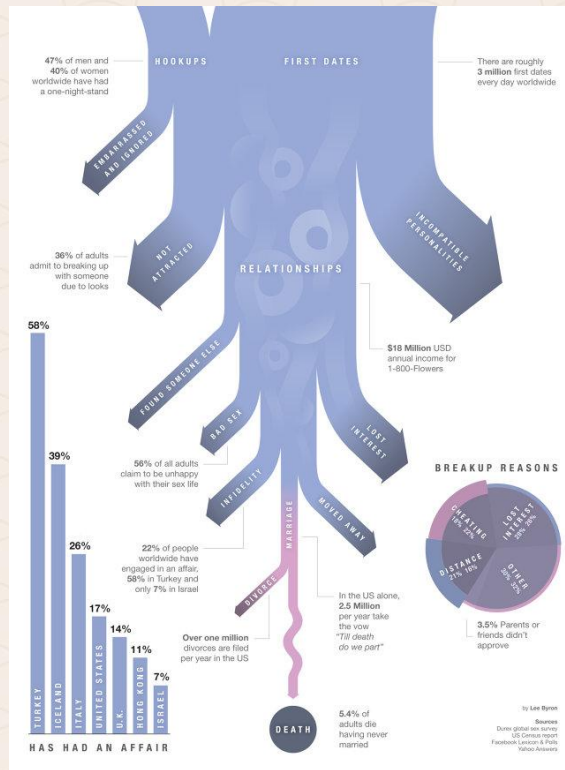 HOOKUPS
FIRST DATES
47% of men and
40% of women
worldwide have had
a one-night-stand
There are roughly
3 million first dates
every day worldwide
EMBARRASSED
AND IGNORED
NOT
ATTRACTED
INCOMPATIBLE
PERSONALITIES
36% of adults
admit to breaking up
with someone
due to looks
RELATIONSHIPS
$18 Million USD
annual income for
1-800-Flowers
FOUND SOMEONE ELSE
BAD SEX
LOST
INTEREST
56% of all adults
claim to be unhappy
with their sex life
INFIDELITY
MOVED AWAY
MARRIAGE
22% of people
worldwide have
engaged in an affair,
58% in Turkey and
only 7% in Israel
DIVORCE
In the US alone,
2.5 Million
per year take
the vow
"Till death
do we part"
Over one million
divorces are filed
per year in the US
DEATH
5.4% of
adults die
having never
married
58%
39%
26%
17%
14%
11%
7%
TURKEY
ICELAND
ITALY
UNITED STATES
U.K.
HONG KONG
ISRAEL
HAS HAD AN AFFAIR
BREAKUP REASONS
CHEATING
18% 22%
LOST
INTEREST
28% 26%
DISTANCE
21% 16%
OTHER
30% 32%
3.5% Parents or
friends didn't
approve
by Lee Byron
Sources
Durex global sex survey
US Census report
Facebook Lexicon & Polls
Yahoo Answers